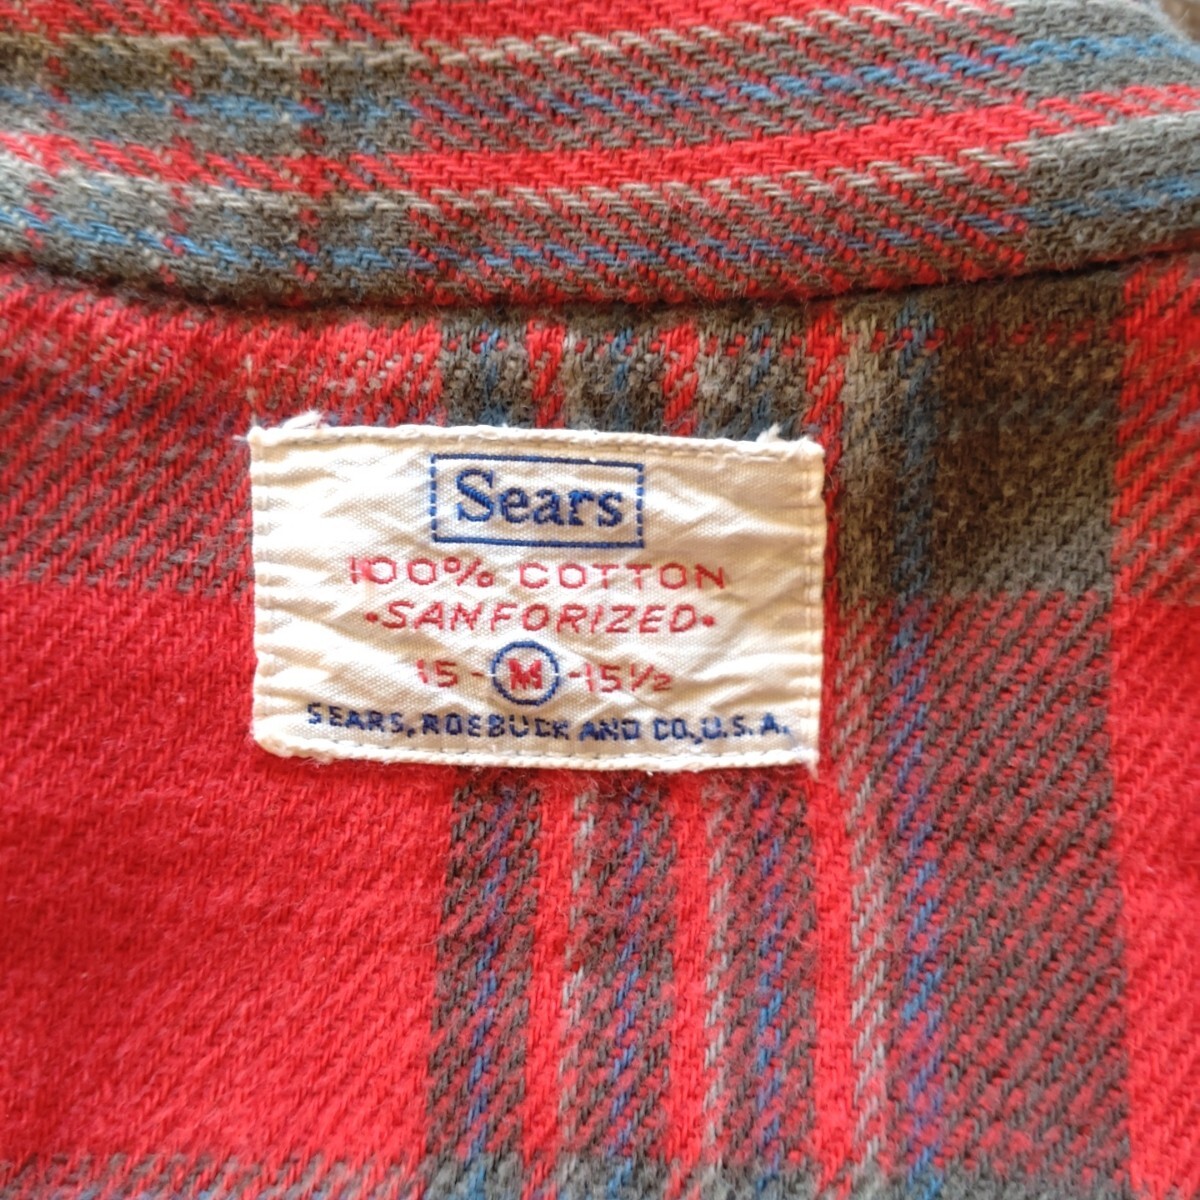 Sears
100% COTTON
•SANFORIZED•
15-M-15½
SEARS, ROEBUCK AND CO., U.S.A.